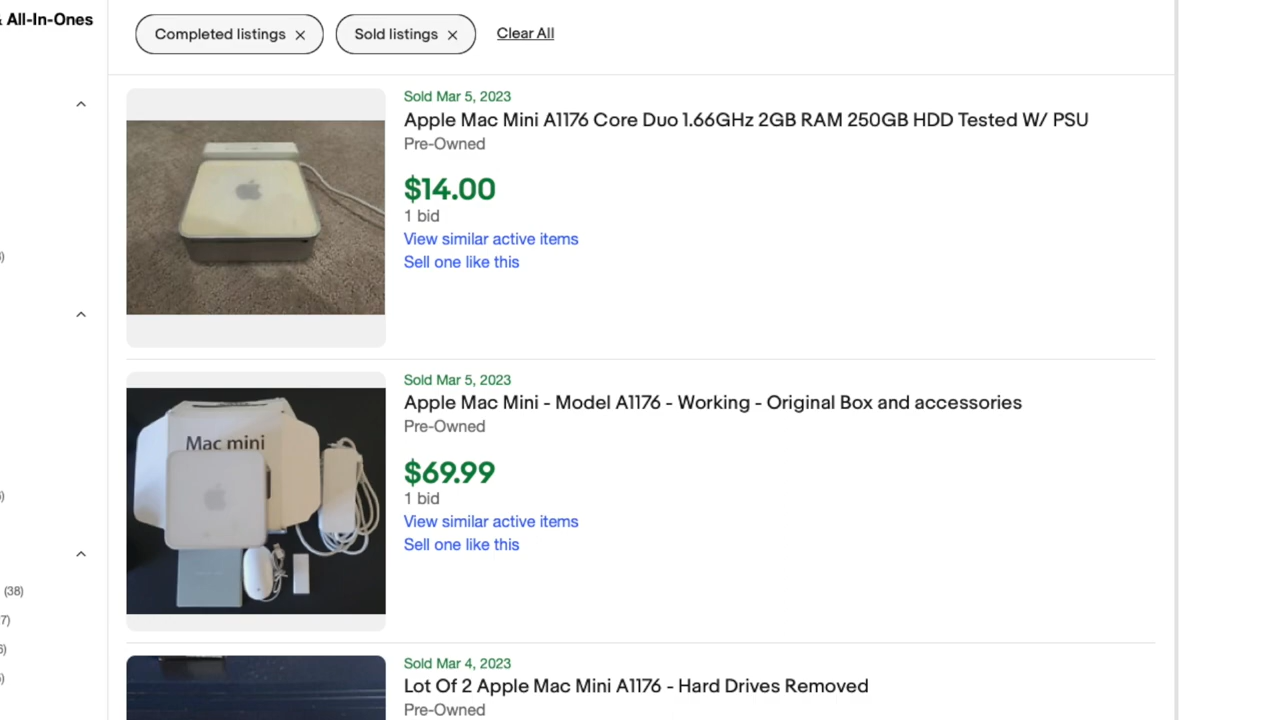 & All-In-Ones
Completed listings
Sold listings
Clear All
Sold Mar 5, 2023
Apple Mac Mini A1176 Core Duo 1.66GHz 2GB RAM 250GB HDD Tested W/ PSU
Pre-Owned
$14.00
1 bid
View similar active items
Sell one like this
Sold Mar 5, 2023
Apple Mac Mini - Model A1176 - Working - Original Box and accessories
Pre-Owned
Mac mini
$69.99
1 bid
View similar active items
Sell one like this
(38)
Sold Mar 4, 2023
Lot Of 2 Apple Mac Mini A1176 - Hard Drives Removed
Pre-Owned